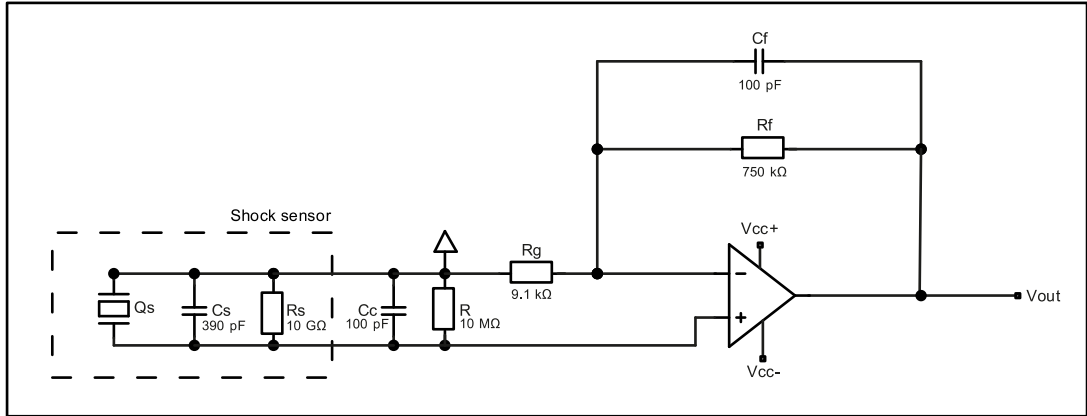 Cf
100 pF
Rf
750 kΩ
Shock sensor
Vcc+
Rg
9.1 kΩ
Qs
Cs
390 pF
Rs
10 GΩ
Cc
100 pF
R
10 MΩ
Vout
Vcc-